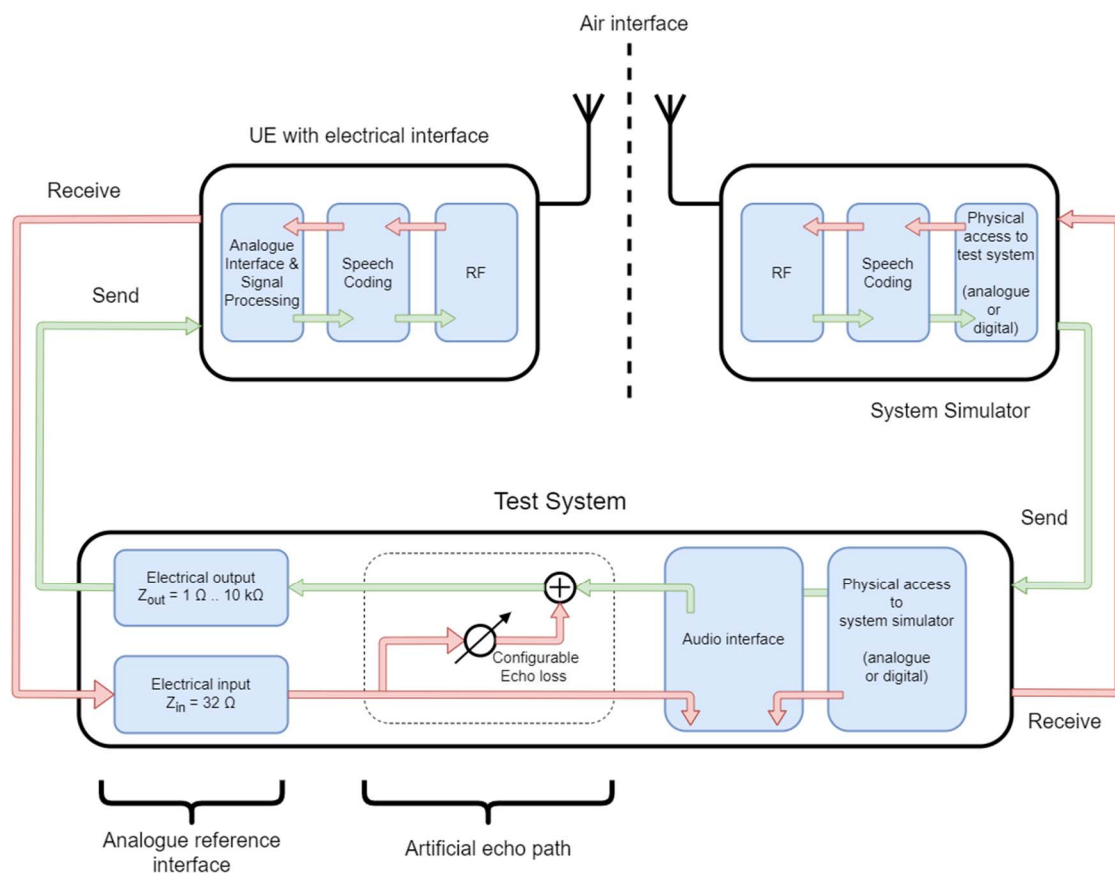 Air interface
UE with electrical interface
Receive
Analogue
Interface &
Signal
Processing
Speech
Coding
RF
Send
RF
Speech
Coding
Physical
access to
test system
(analogue
or
digital)
System Simulator
Test System
Send
Electrical output
Zout = 1 Ω .. 10 kΩ
Electrical input
Zin = 32 Ω
+
Configurable
Echo loss
Audio interface
Physical access
to
system simulator
(analogue
or digital)
Receive
Analogue reference
interface
Artificial echo path